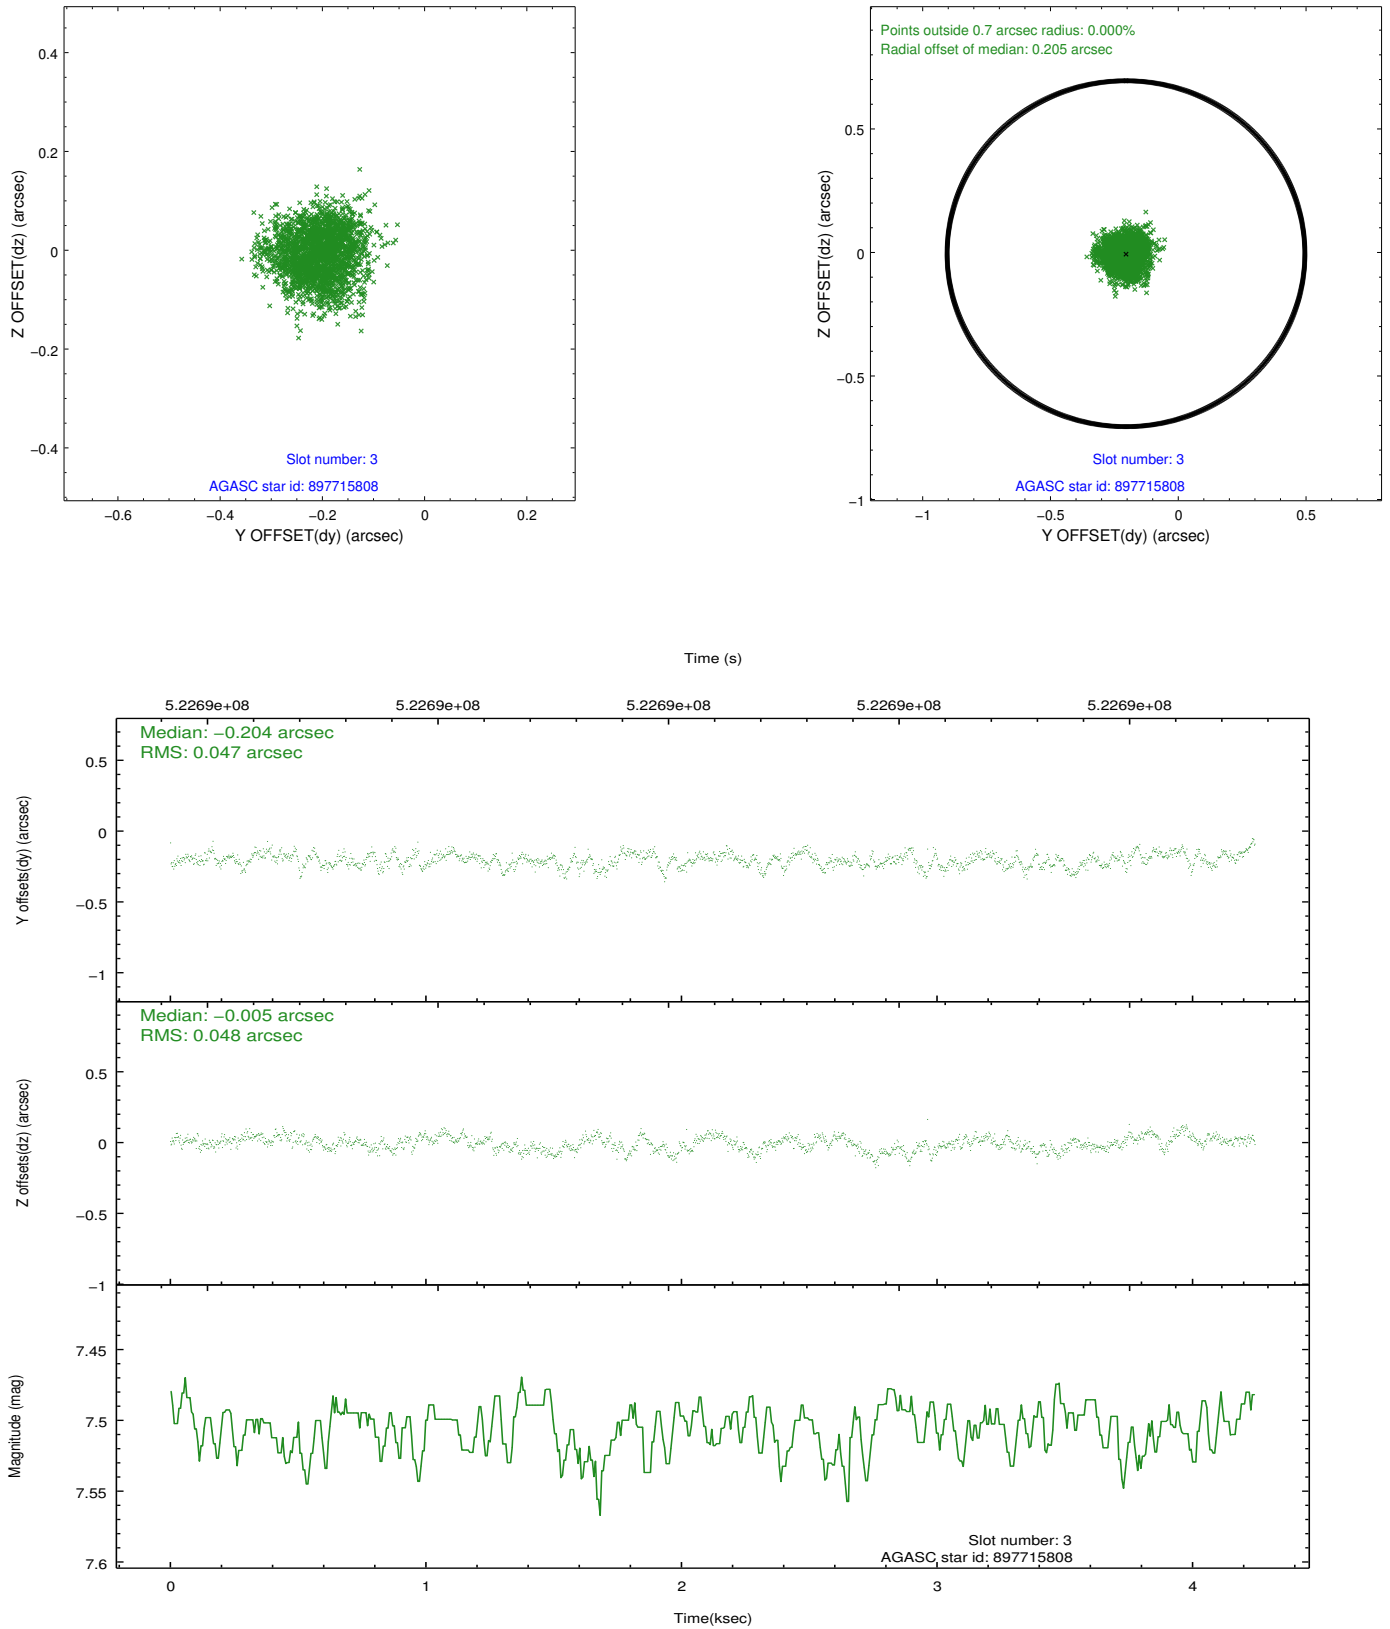 0.4
0.2
0
−0.2
−0.4
Z OFFSET(dz) (arcsec)
Slot number: 3
AGASC star id: 897715808
−0.6
−0.4
−0.2
0
0.2
Y OFFSET(dy) (arcsec)
Points outside 0.7 arcsec radius: 0.000%
Radial offset of median: 0.205 arcsec
0.5
0
−0.5
−1
Z OFFSET(dz) (arcsec)
Slot number: 3
AGASC star id: 897715808
−1
−0.5
0
0.5
Y OFFSET(dy) (arcsec)
Time (s)
5.2269e+08
5.2269e+08
5.2269e+08
5.2269e+08
5.2269e+08
Median: −0.204 arcsec
RMS: 0.047 arcsec
0.5
0
−0.5
−1
Y offsets(dy) (arcsec)
Median: −0.005 arcsec
RMS: 0.048 arcsec
0.5
0
−0.5
−1
Z offsets(dz) (arcsec)
7.45
7.5
7.55
7.6
Magnitude (mag)
Slot number: 3
AGASC star id: 897715808
0
1
2
3
4
Time(ksec)